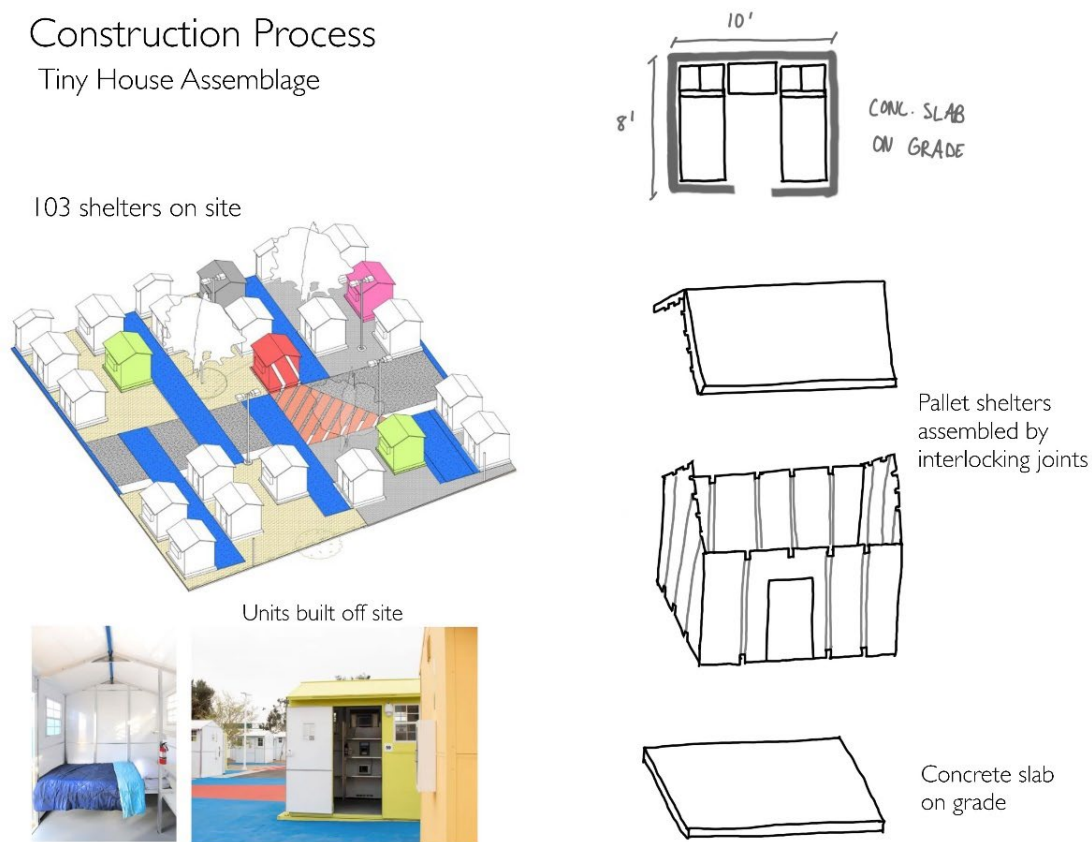 Construction Process
Tiny House Assemblage
103 shelters on site
Units built off site
10'
8'
CONC. SLAB
ON GRADE
Pallet shelters
assembled by
interlocking joints
Concrete slab
on grade